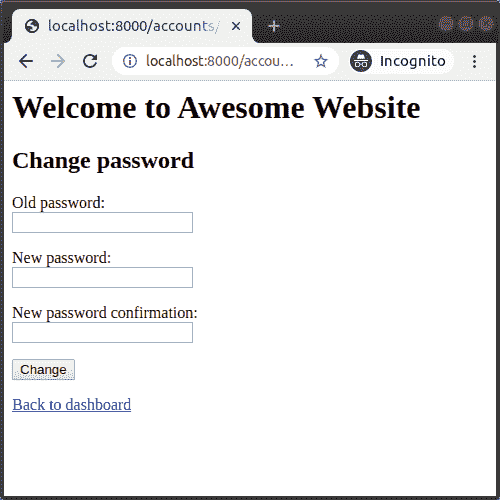 localhost:8000/accounts/
localhost:8000/accou... Incognito
Welcome to Awesome Website
Change password
Old password:
New password:
New password confirmation:
Change
Back to dashboard